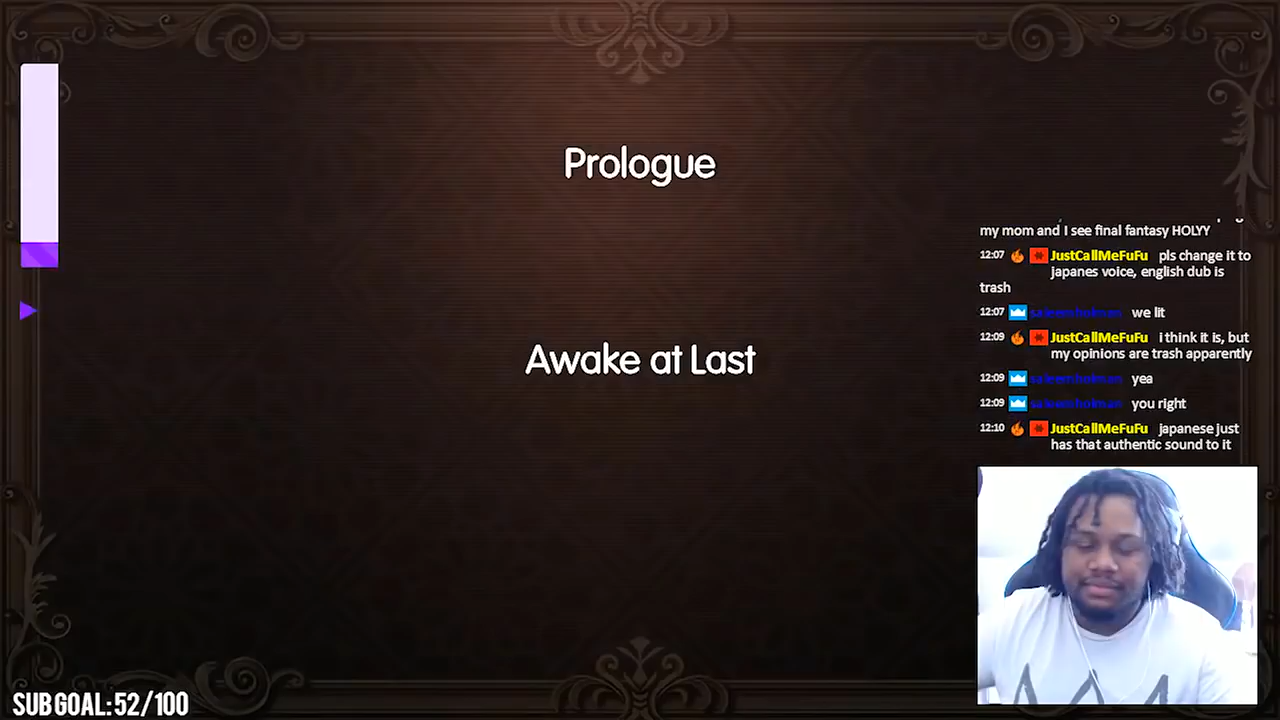 Prologue
Awake at Last
my mom and I see final fantasy HOLYY
12:07 JustCallMeFuFu pls change it to
japanes voice, english dub is
trash
12:07 saleemholman we lit
12:09 JustCallMeFuFu i think it is, but
my opinions are trash apparently
12:09 saleemholman yea
12:09 saleemholman you right
12:10 JustCallMeFuFu japanese just
has that authentic sound to it
SUB GOAL: 52/100